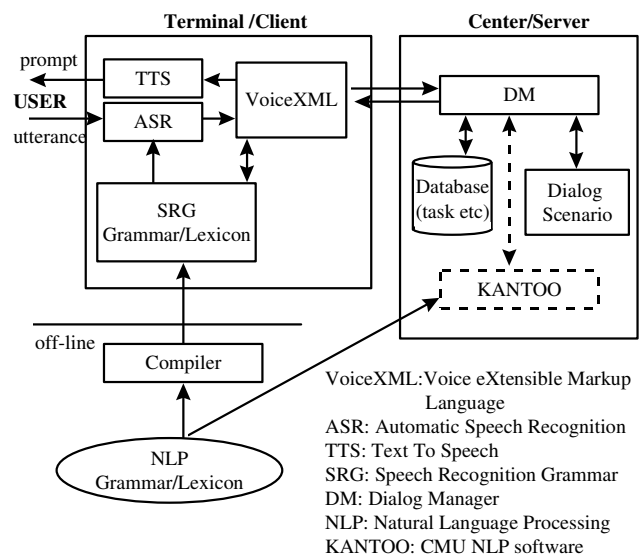 Terminal /Client
Center/Server
prompt
TTS
USER
VoiceXML
DM
utterance
ASR
Database
(task etc)
Dialog
Scenario
SRG
Grammar/Lexicon
KANTOO
off-line
Compiler
NLP
Grammar/Lexicon
VoiceXML:Voice eXtensible Markup
Language
ASR: Automatic Speech Recognition
TTS: Text To Speech
SRG: Speech Recognition Grammar
DM: Dialog Manager
NLP: Natural Language Processing
KANTOO: CMU NLP software